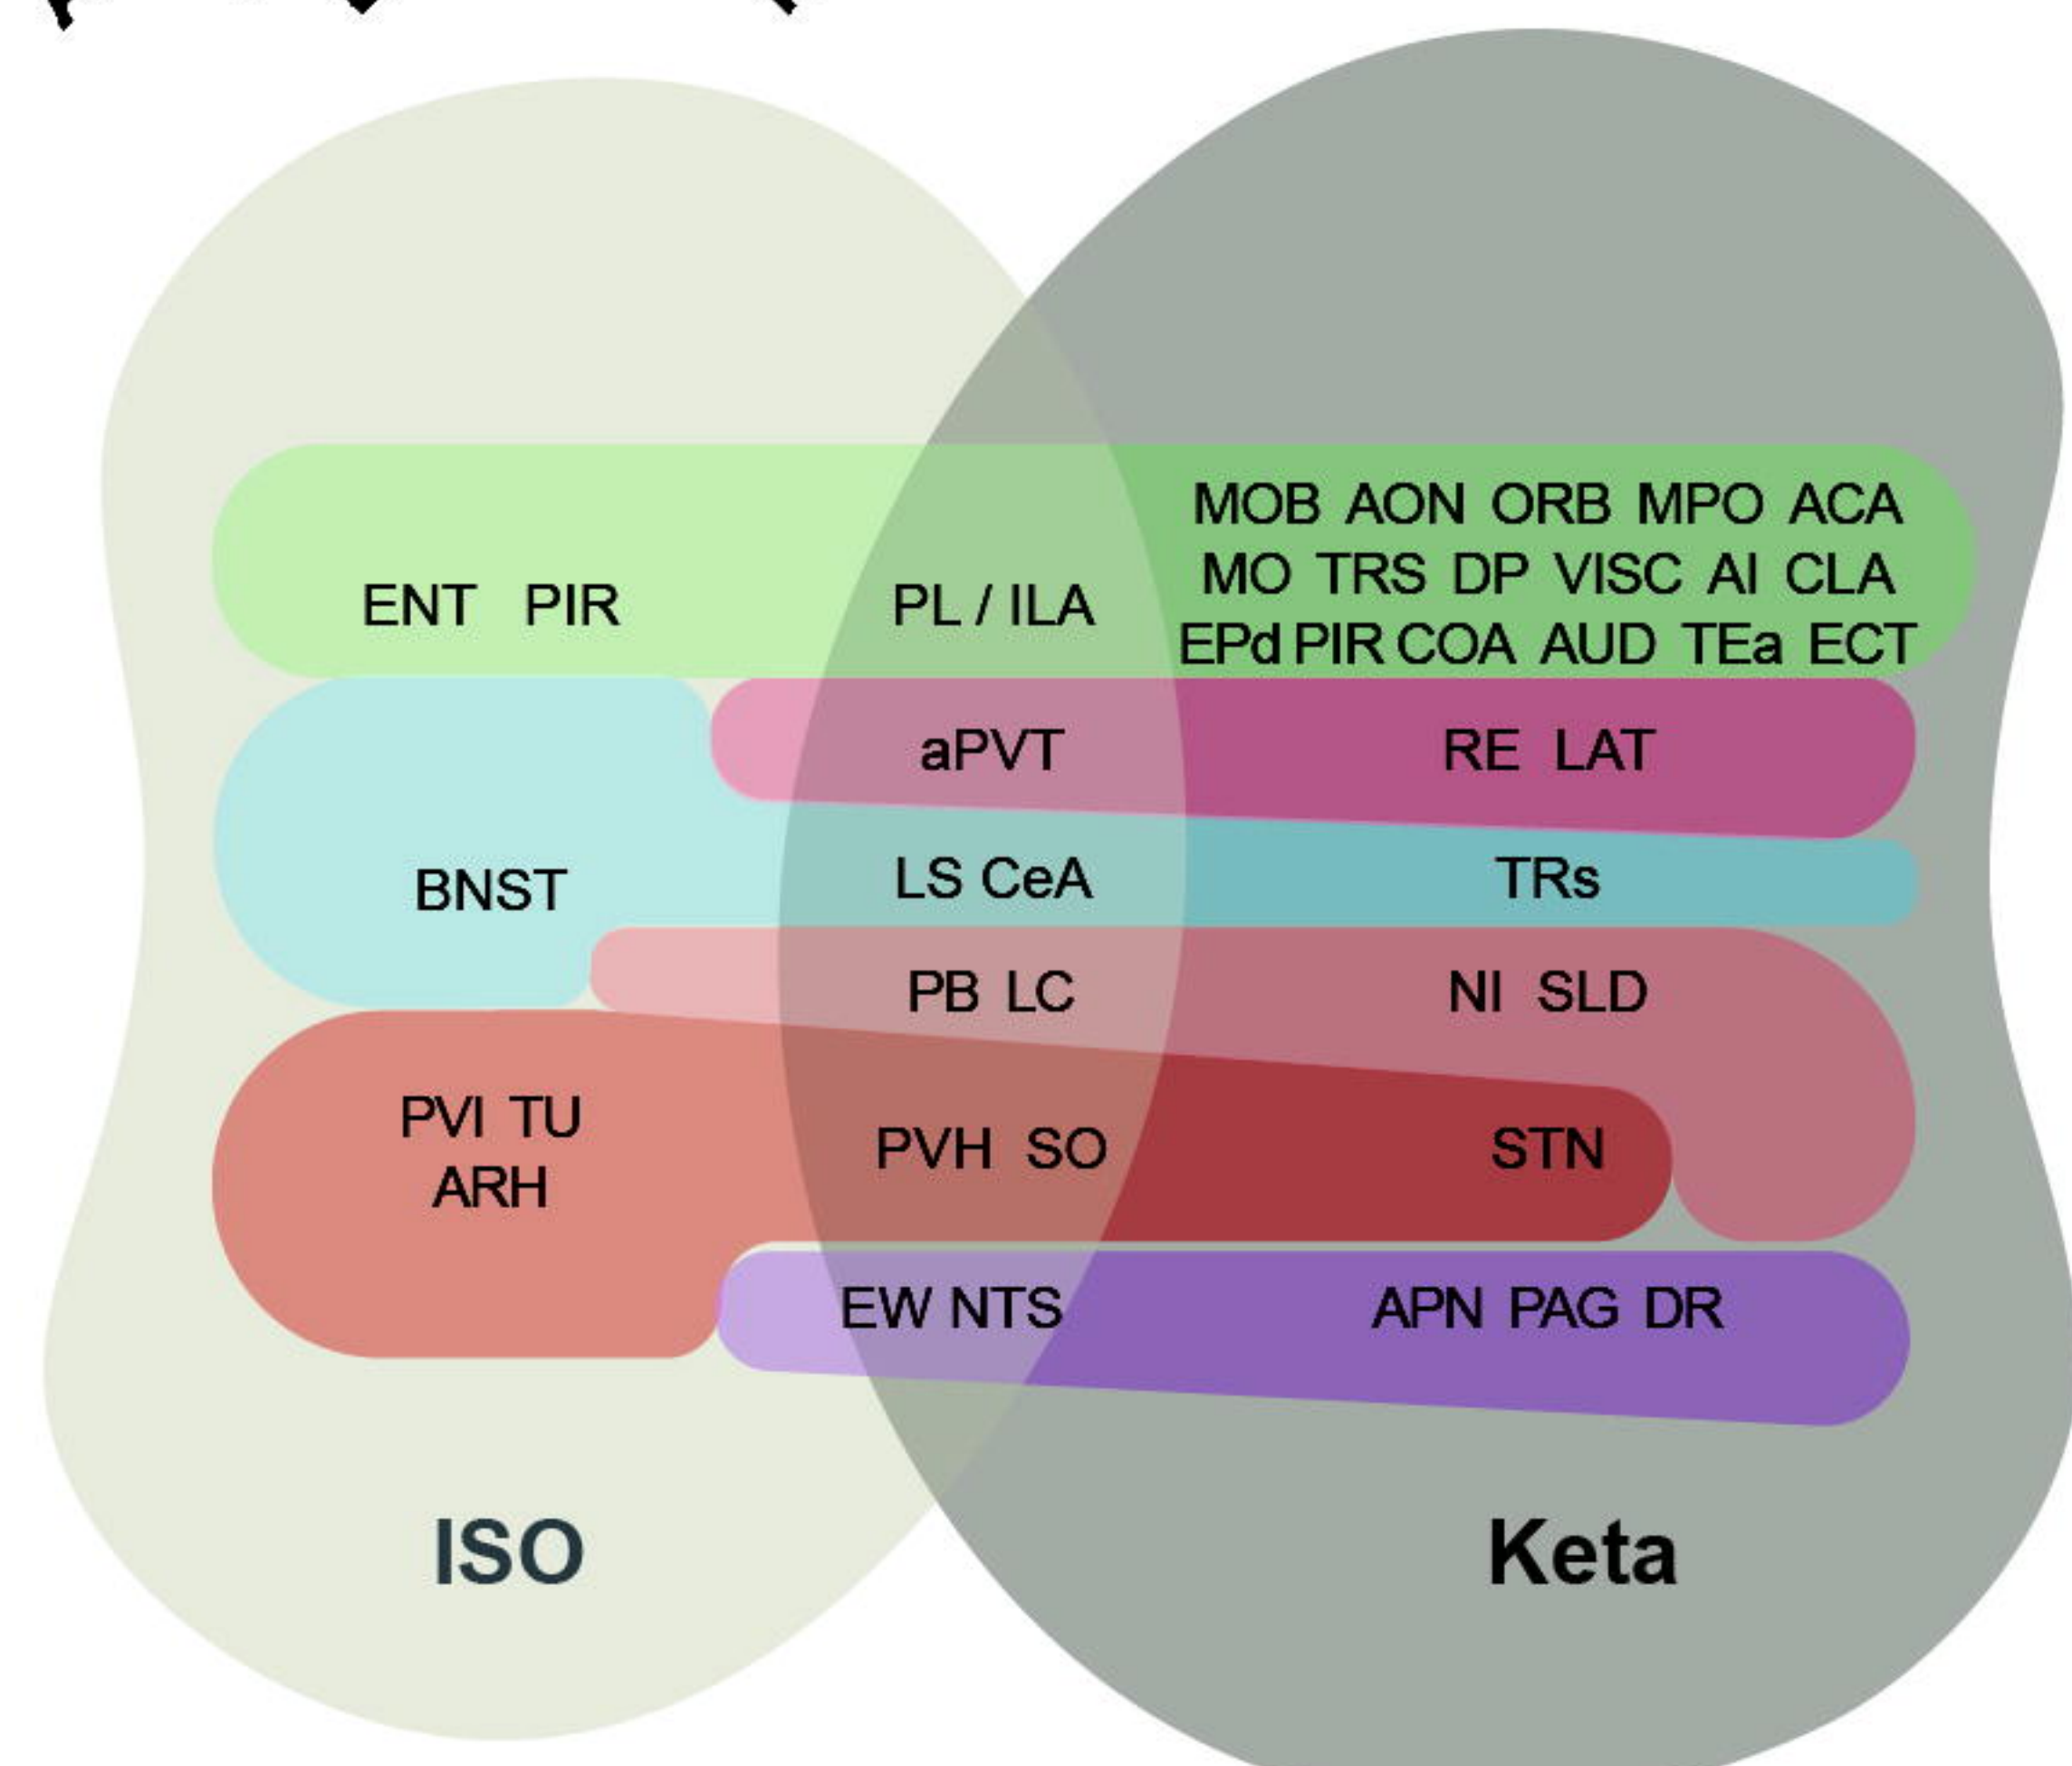 MOB AON ORB MPO ACA
MO TRS DP VISC AI CLA
ENT PIR
PL / ILA
EPd PIR COA AUD TEa ECT
aPVT
RE LAT
BNST
LS CeA
TRs
PB LC
NI SLD
PVI TU
ARH
PVH SO
STN
EW NTS
APN PAG DR
ISO
Keta